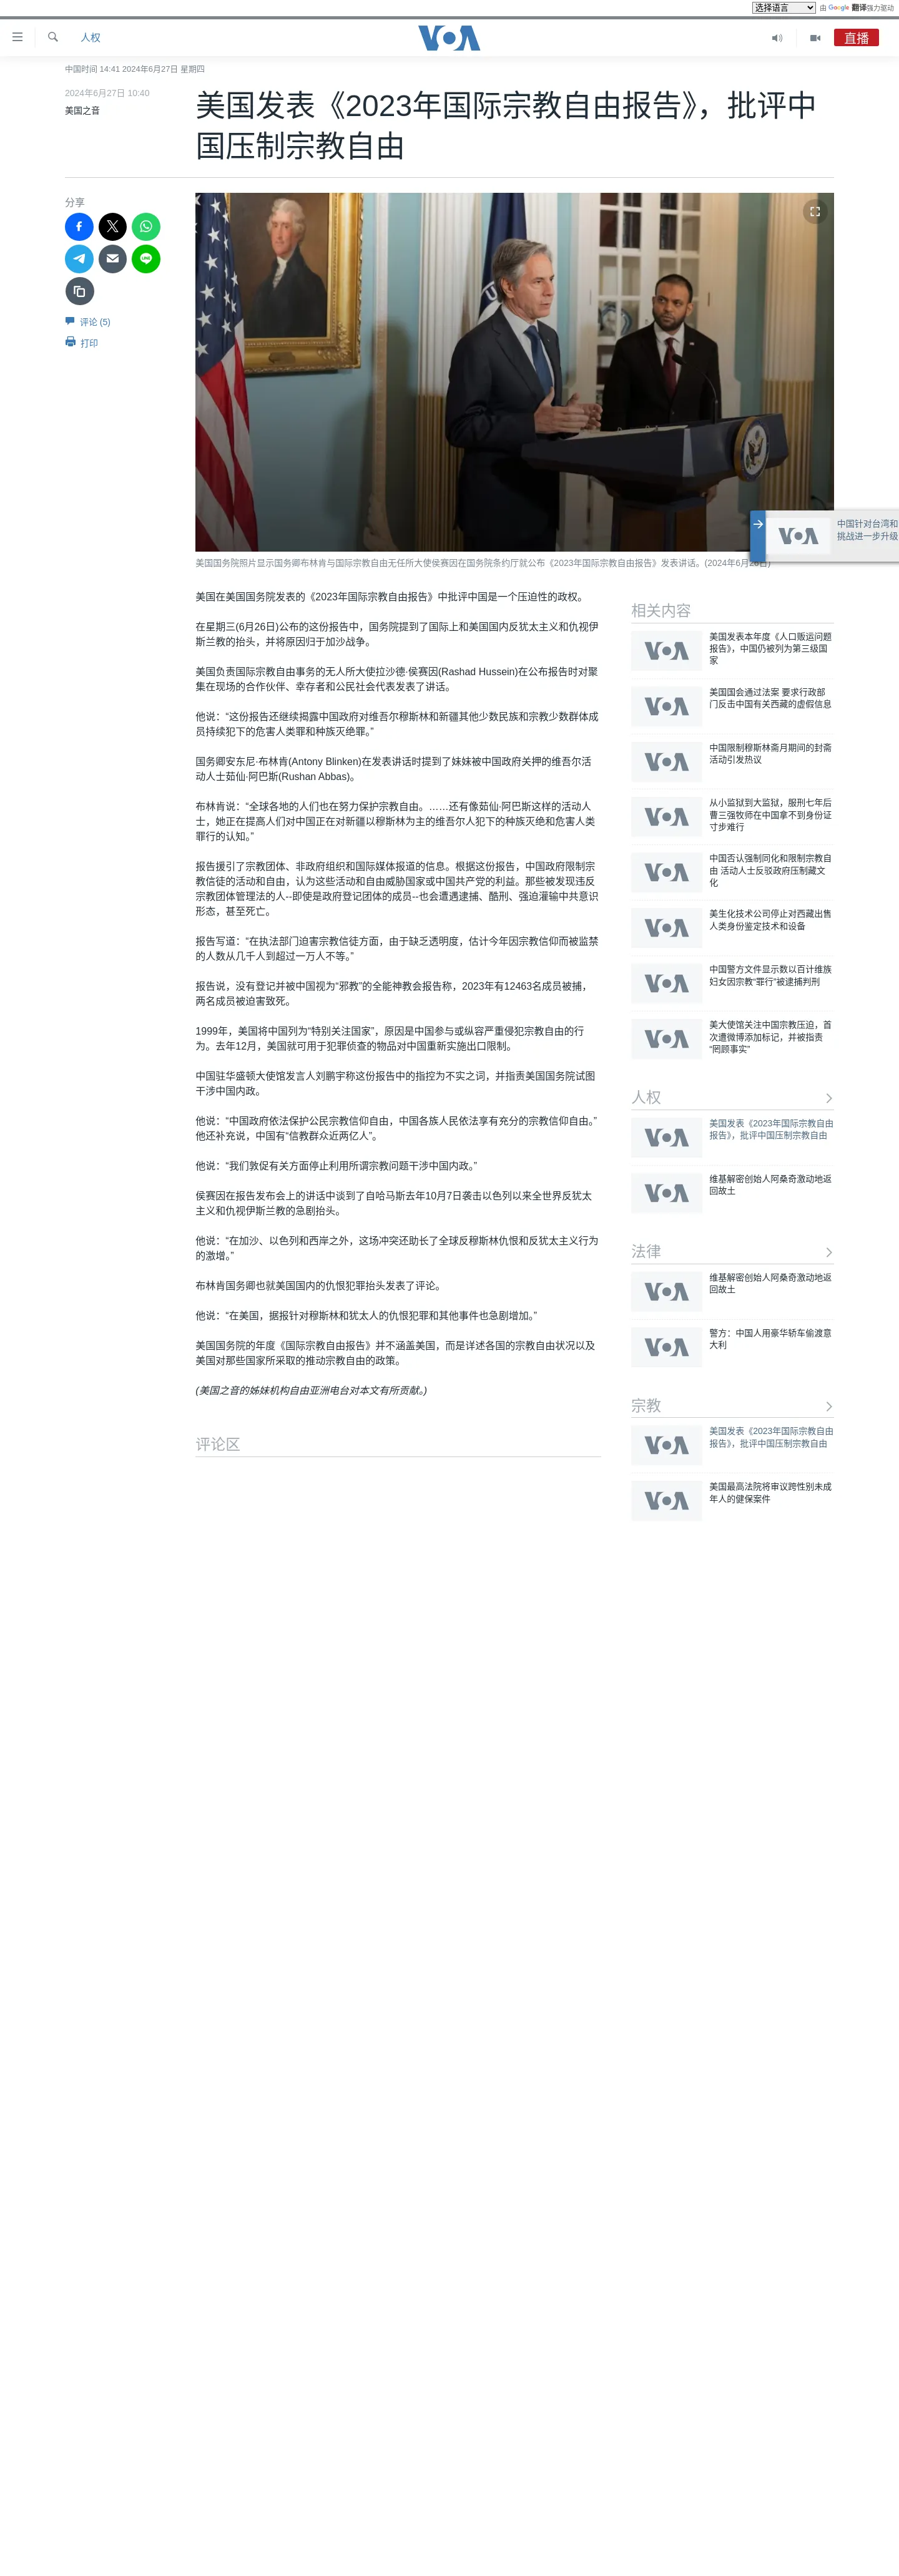 选择语言 由 Google 翻译强力驱动
人权
VOA
直播
中国时间 14:41 2024年6月27日 星期四
2024年6月27日 10:40
美国之音
美国发表《2023年国际宗教自由报告》，批评中
国压制宗教自由
分享
评论 (5)
打印
VOA
中国针对台湾和
挑战进一步升级
美国国务院照片显示国务卿布林肯与国际宗教自由无任所大使侯赛因在国务院条约厅就公布《2023年国际宗教自由报告》发表讲话。(2024年6月26日)
美国在美国国务院发表的《2023年国际宗教自由报告》中批评中国是一个压迫性的政权。
在星期三(6月26日)公布的这份报告中，国务院提到了国际上和美国国内反犹太主义和仇视伊
斯兰教的抬头，并将原因归于加沙战争。
美国负责国际宗教自由事务的无人所大使拉沙德·侯赛因(Rashad Hussein)在公布报告时对聚
集在现场的合作伙伴、幸存者和公民社会代表发表了讲话。
他说：“这份报告还继续揭露中国政府对维吾尔穆斯林和新疆其他少数民族和宗教少数群体成
员持续犯下的危害人类罪和种族灭绝罪。”
国务卿安东尼·布林肯(Antony Blinken)在发表讲话时提到了妹妹被中国政府关押的维吾尔活
动人士茹仙·阿巴斯(Rushan Abbas)。
布林肯说：“全球各地的人们也在努力保护宗教自由。……还有像茹仙·阿巴斯这样的活动人
士，她正在提高人们对中国正在对新疆以穆斯林为主的维吾尔人犯下的种族灭绝和危害人类
罪行的认知。”
报告援引了宗教团体、非政府组织和国际媒体报道的信息。根据这份报告，中国政府限制宗
教信徒的活动和自由，认为这些活动和自由威胁国家或中国共产党的利益。那些被发现违反
宗教团体管理法的人--即使是政府登记团体的成员--也会遭遇逮捕、酷刑、强迫灌输中共意识
形态，甚至死亡。
报告写道：“在执法部门迫害宗教信徒方面，由于缺乏透明度，估计今年因宗教信仰而被监禁
的人数从几千人到超过一万人不等。”
报告说，没有登记并被中国视为“邪教”的全能神教会报告称，2023年有12463名成员被捕，
两名成员被迫害致死。
1999年，美国将中国列为“特别关注国家”，原因是中国参与或纵容严重侵犯宗教自由的行
为。去年12月，美国就可用于犯罪侦查的物品对中国重新实施出口限制。
中国驻华盛顿大使馆发言人刘鹏宇称这份报告中的指控为不实之词，并指责美国国务院试图
干涉中国内政。
他说：“中国政府依法保护公民宗教信仰自由，中国各族人民依法享有充分的宗教信仰自由。”
他还补充说，中国有“信教群众近两亿人”。
他说：“我们敦促有关方面停止利用所谓宗教问题干涉中国内政。”
侯赛因在报告发布会上的讲话中谈到了自哈马斯去年10月7日袭击以色列以来全世界反犹太
主义和仇视伊斯兰教的急剧抬头。
他说：“在加沙、以色列和西岸之外，这场冲突还助长了全球反穆斯林仇恨和反犹太主义行为
的激增。”
布林肯国务卿也就美国国内的仇恨犯罪抬头发表了评论。
他说：“在美国，据报针对穆斯林和犹太人的仇恨犯罪和其他事件也急剧增加。”
美国国务院的年度《国际宗教自由报告》并不涵盖美国，而是详述各国的宗教自由状况以及
美国对那些国家所采取的推动宗教自由的政策。
(美国之音的姊妹机构自由亚洲电台对本文有所贡献。)
评论区
相关内容
VOA
美国发表本年度《人口贩运问题
报告》，中国仍被列为第三级国
家
VOA
美国国会通过法案 要求行政部
门反击中国有关西藏的虚假信息
VOA
中国限制穆斯林斋月期间的封斋
活动引发热议
VOA
从小监狱到大监狱，服刑七年后
曹三强牧师在中国拿不到身份证
寸步难行
VOA
中国否认强制同化和限制宗教自
由 活动人士反驳政府压制藏文
化
VOA
美生化技术公司停止对西藏出售
人类身份鉴定技术和设备
VOA
中国警方文件显示数以百计维族
妇女因宗教“罪行”被逮捕判刑
VOA
美大使馆关注中国宗教压迫，首
次遭微博添加标记，并被指责
“罔顾事实”
人权
VOA
美国发表《2023年国际宗教自由
报告》，批评中国压制宗教自由
VOA
维基解密创始人阿桑奇激动地返
回故土
法律
VOA
维基解密创始人阿桑奇激动地返
回故土
VOA
警方：中国人用豪华轿车偷渡意
大利
宗教
VOA
美国发表《2023年国际宗教自由
报告》，批评中国压制宗教自由
VOA
美国最高法院将审议跨性别未成
年人的健保案件